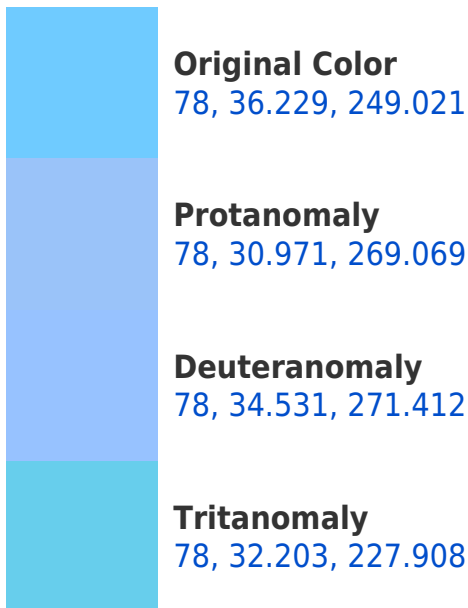 Original Color
78, 36.229, 249.021
Protanomaly
78, 30.971, 269.069
Deuteranomaly
78, 34.531, 271.412
Tritanomaly
78, 32.203, 227.908